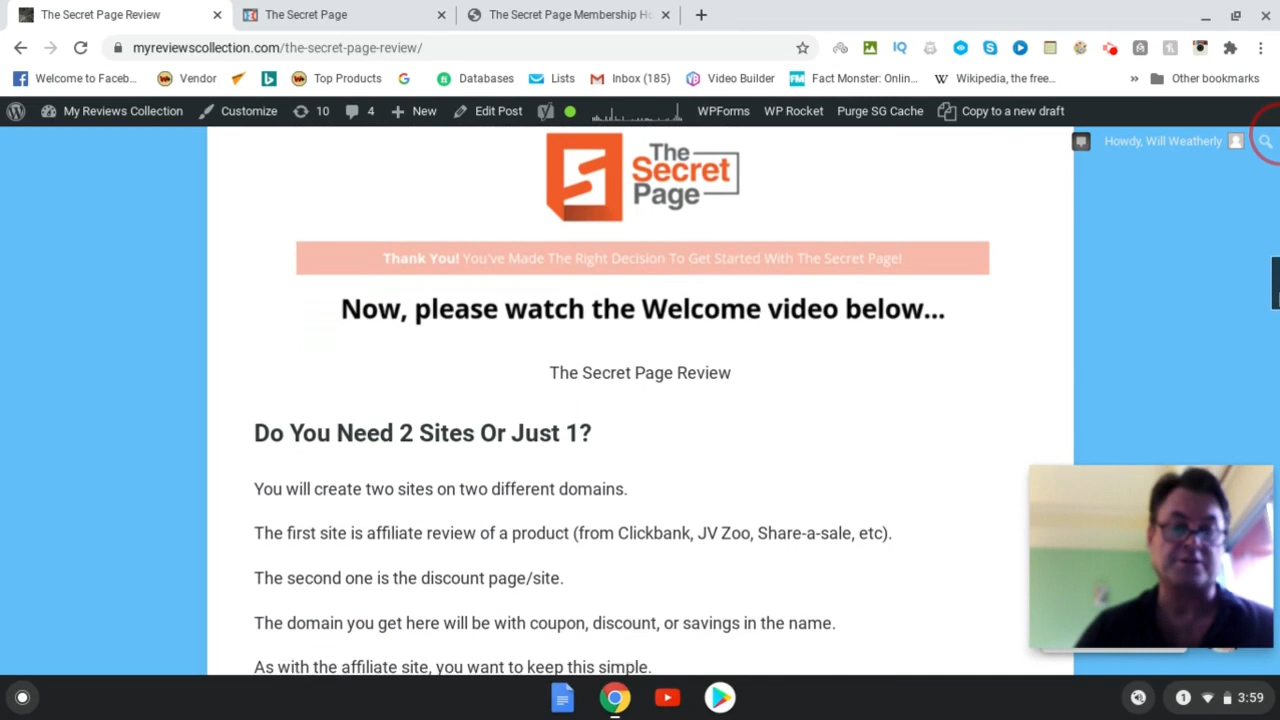 The Secret Page Review
The Secret Page
The Secret Page Membership Ho
myreviewscollection.com/the-secret-page-review/
IQ
Welcome to Faceb...
Vendor
Top Products
Databases
Lists
Inbox (185)
Video Builder
FM
Fact Monster: Onlin...
W
Wikipedia, the free...
»
Other bookmarks
My Reviews Collection
Customize
10
4
New
Edit Post
WPForms
WP Rocket
Purge SG Cache
Copy to a new draft
Howdy, Will Weatherly
The
Secret
Page
Thank You! You've Made The Right Decision To Get Started With The Secret Page!
Now, please watch the Welcome video below...
The Secret Page Review
Do You Need 2 Sites Or Just 1?
You will create two sites on two different domains.
The first site is affiliate review of a product (from Clickbank, JV Zoo, Share-a-sale, etc).
The second one is the discount page/site.
The domain you get here will be with coupon, discount, or savings in the name.
As with the affiliate site, you want to keep this simple.
1
3:59